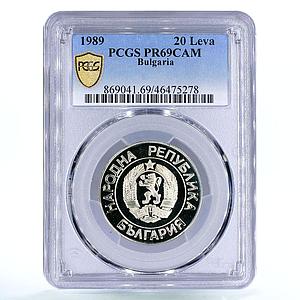 1989 20 Leva
PCGS PR69CAM
Bulgaria
869041.69/46475278
PCGS
НАРОДНА РЕПУБЛИКА
БЪЛГАРИЯ